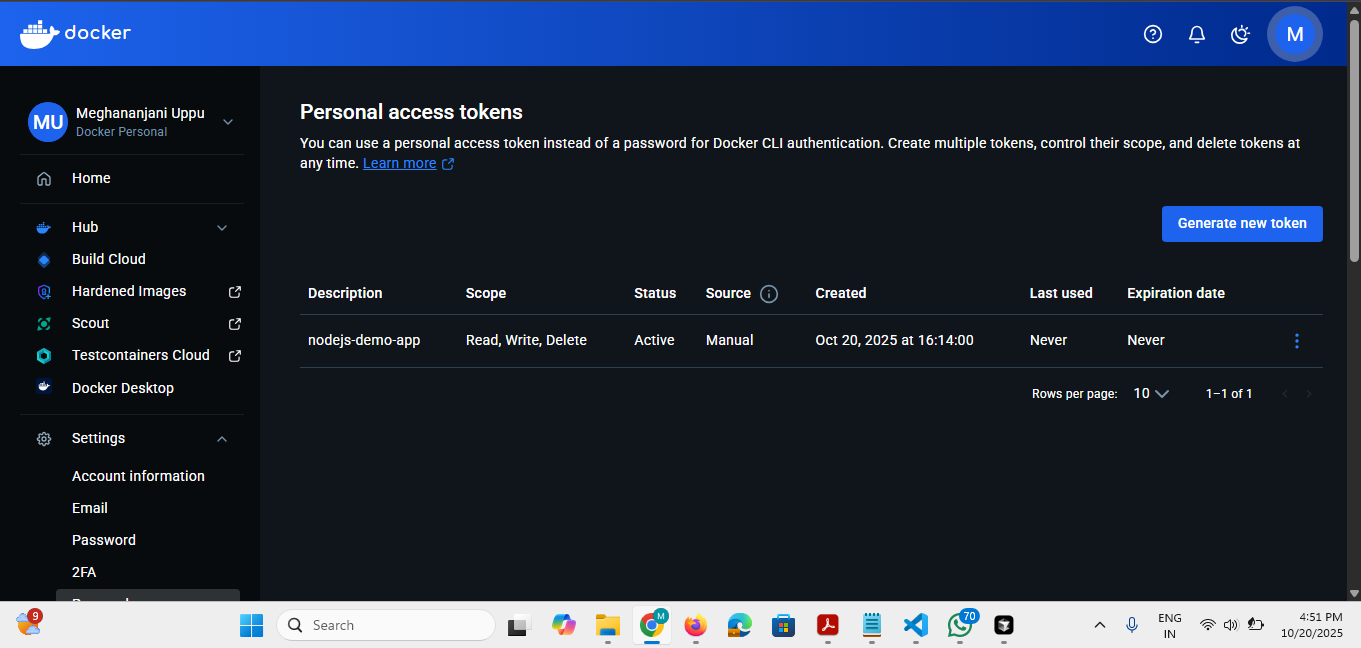 docker
M
MU
Meghananjani Uppu
Docker Personal
Home
Hub
Build Cloud
Hardened Images
Scout
Testcontainers Cloud
Docker Desktop
Settings
Account information
Email
Password
2FA
Personal access tokens
You can use a personal access token instead of a password for Docker CLI authentication. Create multiple tokens, control their scope, and delete tokens at
any time. Learn more
Generate new token
Description Scope Status Source Created Last used Expiration date
nodejs-demo-app Read, Write, Delete Active Manual Oct 20, 2025 at 16:14:00 Never Never
Rows per page: 10 1–1 of 1
9
Search
M
70
ENG
IN
4:51 PM
10/20/2025